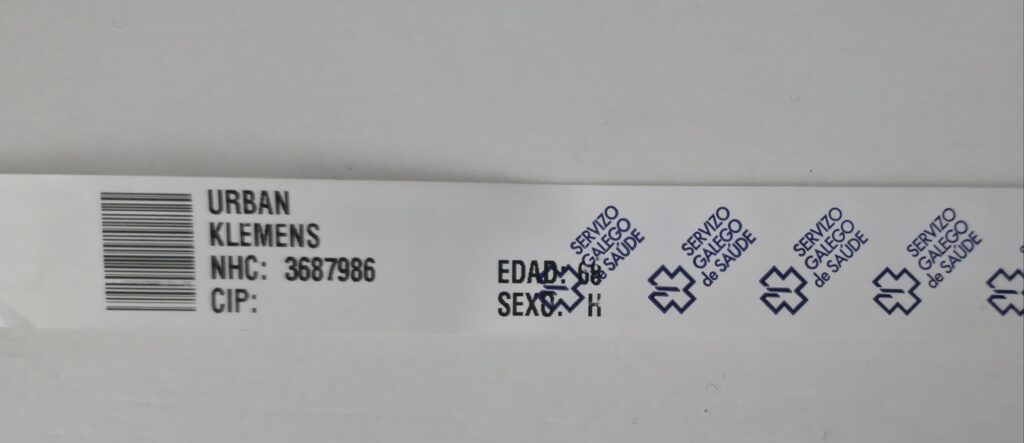 URBAN
KLEMENS
NHC: 3687986
CIP:
EDAD:
SEXO: H
SERVIZO
GALEGO
de SAÚDE
SERVIZO
GALEGO
de SAÚDE
SERVIZO
GALEGO
de SAÚDE
SERVIZO
GALEGO
de SAÚDE